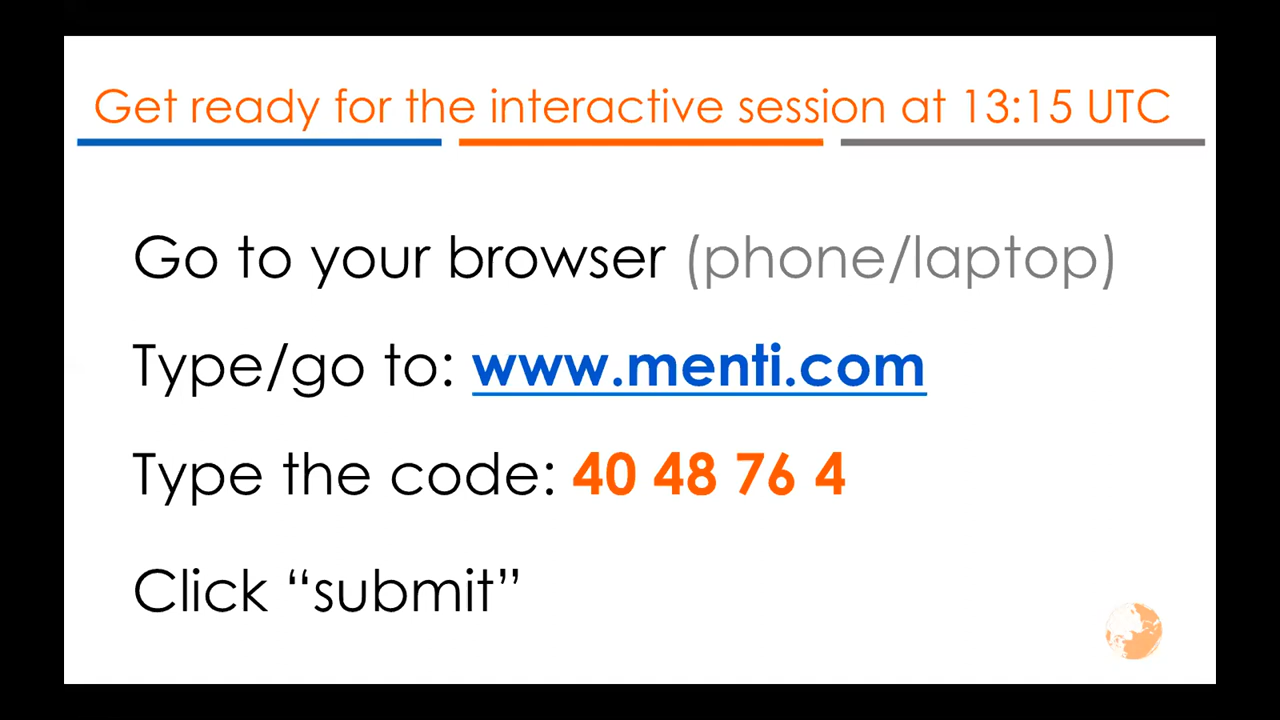 Get ready for the interactive session at 13:15 UTC
Go to your browser (phone/laptop)
Type/go to: www.menti.com
Type the code: 40 48 76 4
Click “submit”